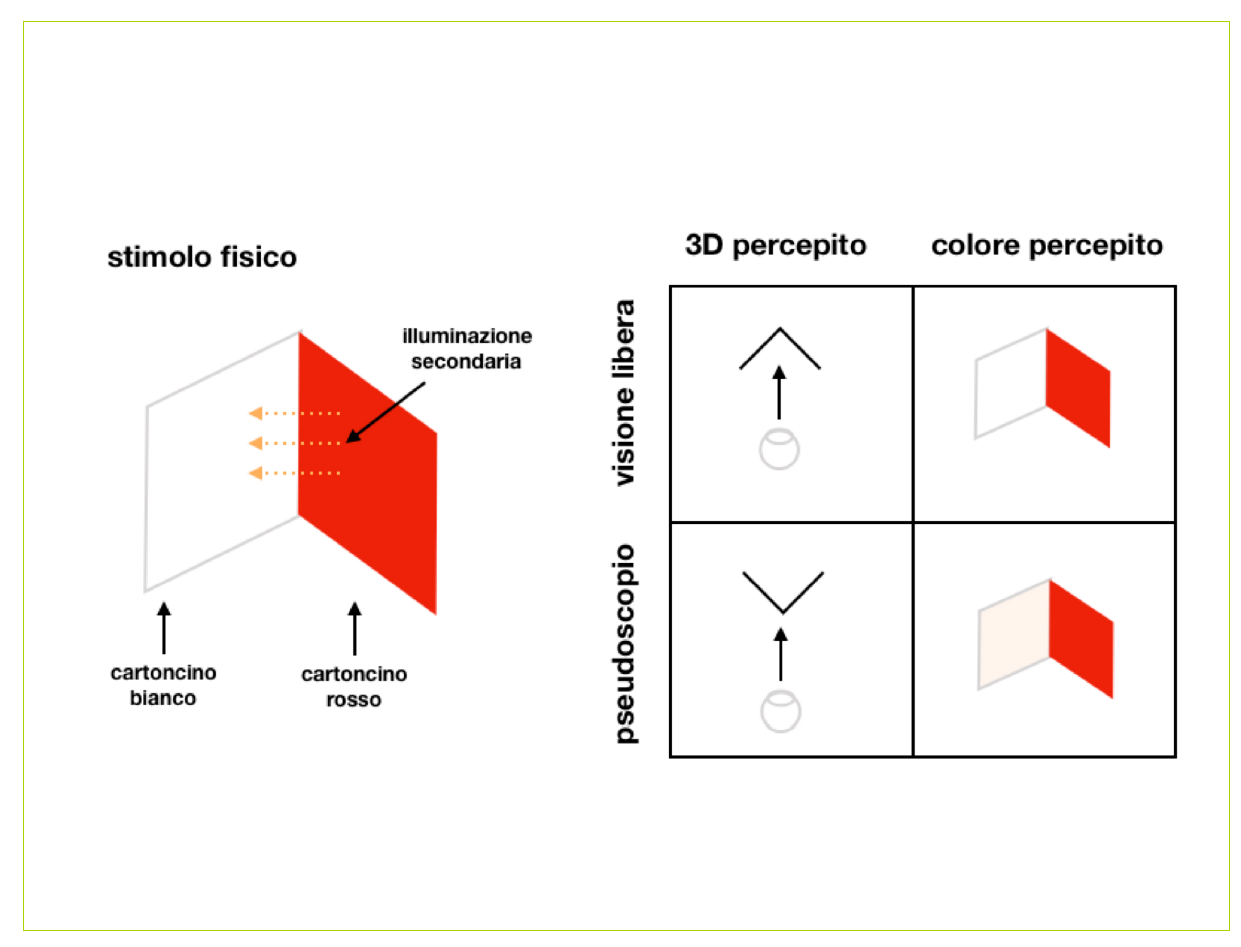 stimolo fisico
illuminazione
secondaria
cartoncino
bianco
cartoncino
rosso
3D percepito
colore percepito
visione libera
pseudoscopio